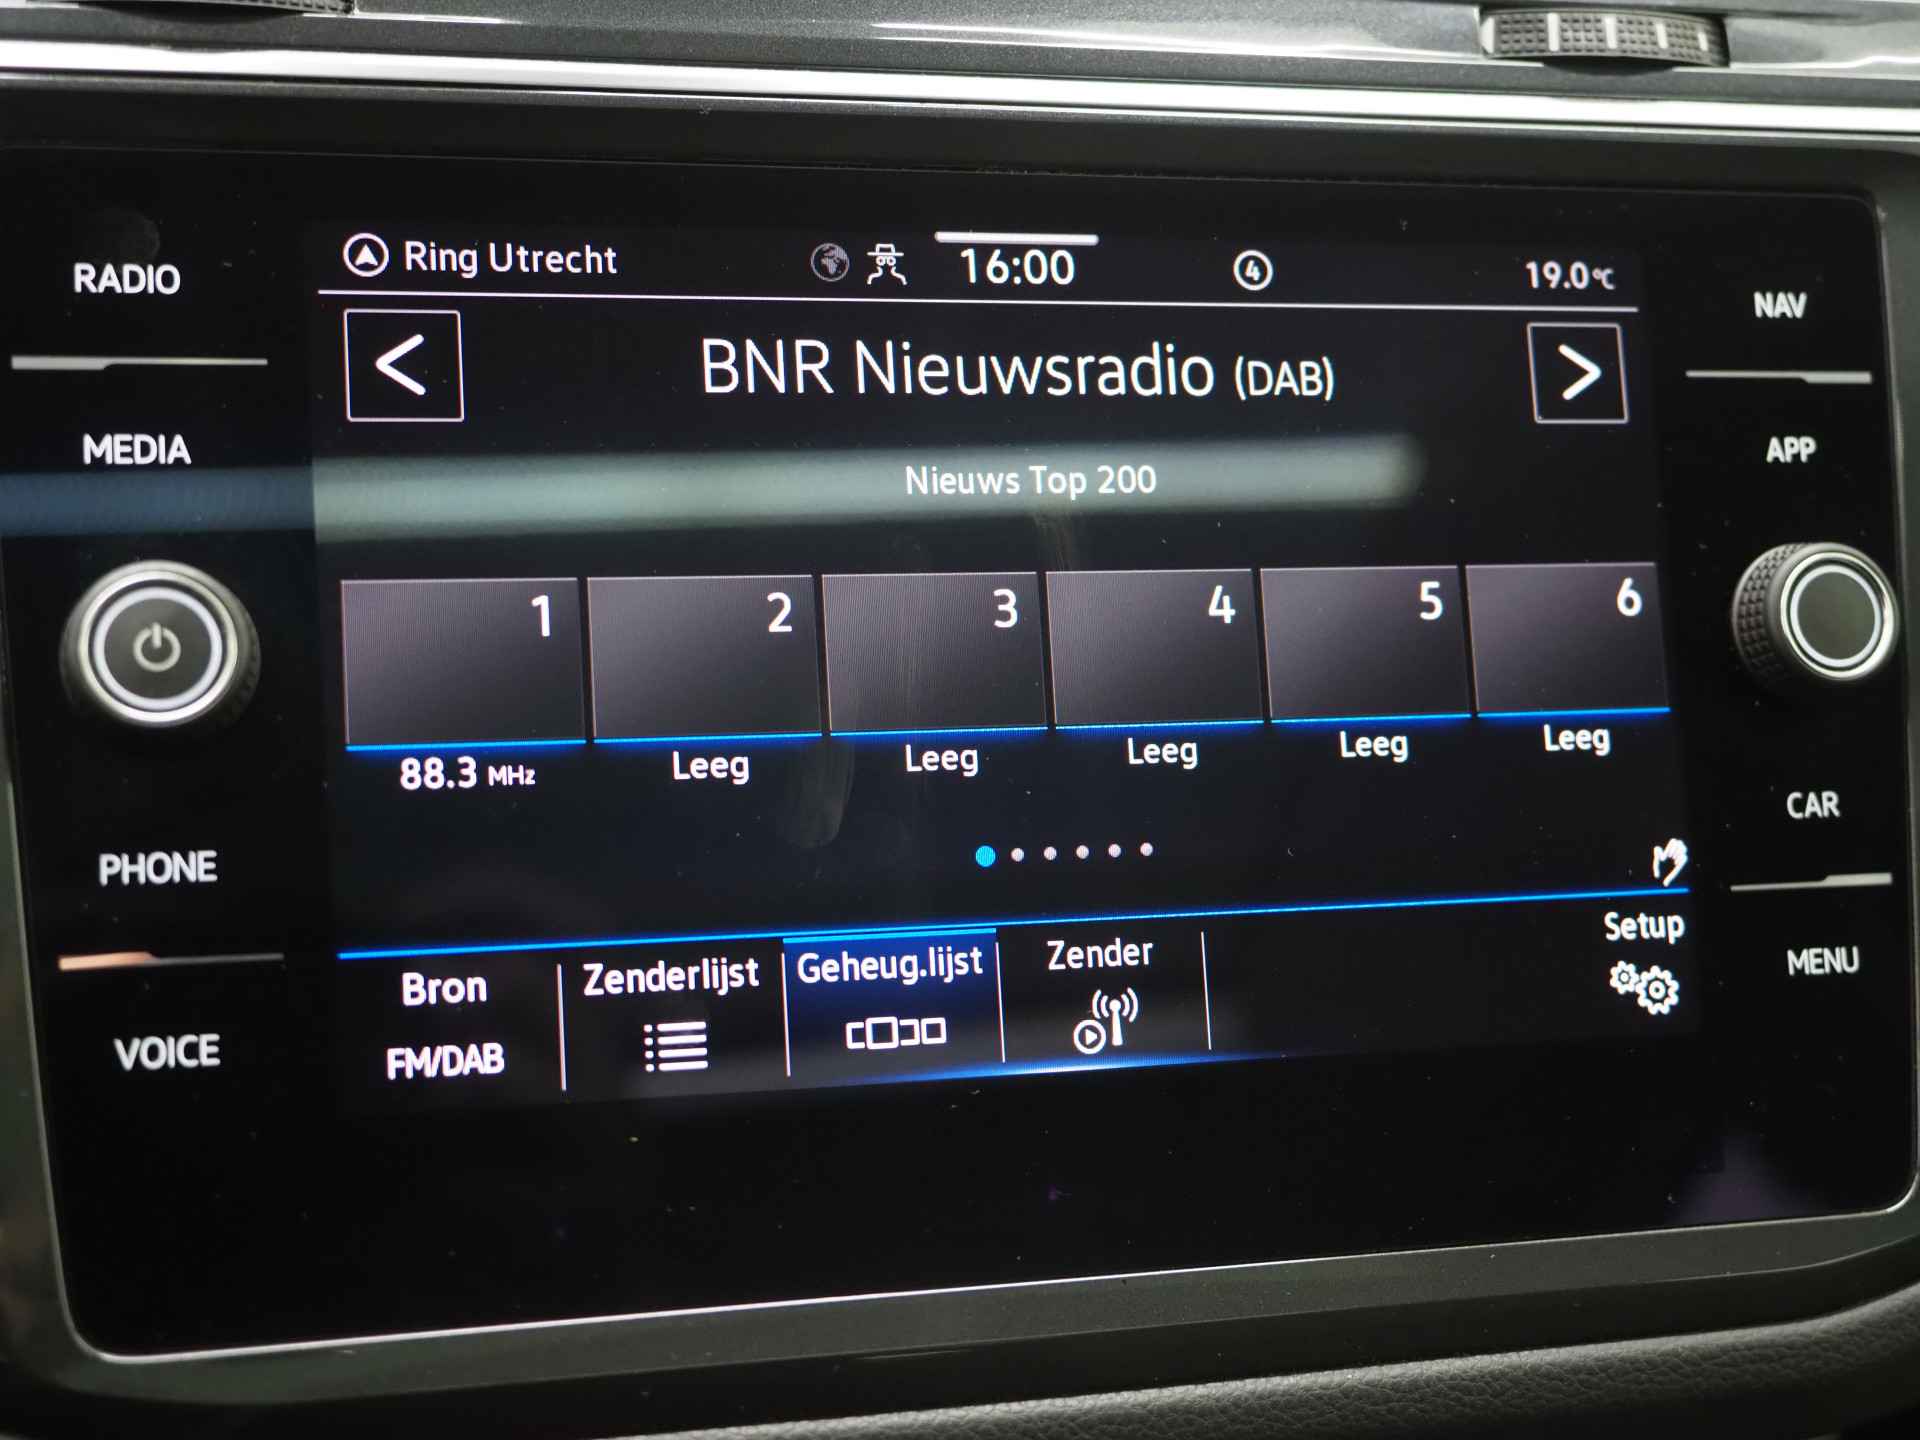 RADIO
MEDIA
PHONE
VOICE
Ring Utrecht
16:00
4
19.0°C
BNR Nieuwsradio (DAB)
Nieuws Top 200
1 2 3 4 5 6
88.3 MHz Leeg Leeg Leeg Leeg Leeg
Bron Zenderlijst Geheug.lijst Zender Setup
FM/DAB
NAV
APP
CAR
MENU